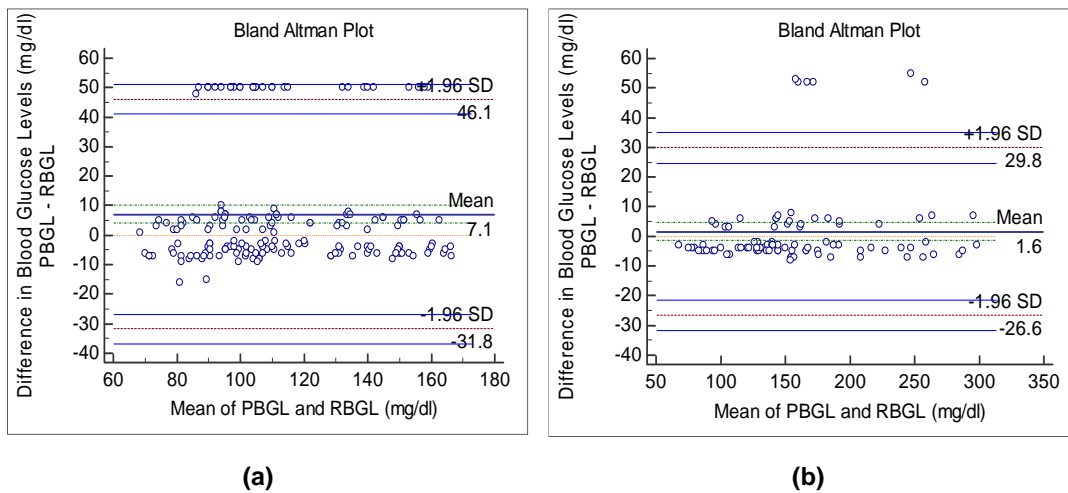 Bland Altman Plot
Difference in Blood Glucose Levels (mg/dl)
PBGL - RBGL
60
50
40
30
20
10
0
-10
-20
-30
-40
+1.96 SD
46.1
Mean
7.1
-1.96 SD
-31.8
60
80
100
120
140
160
180
Mean of PBGL and RBGL (mg/dl)
(a)
Bland Altman Plot
Difference in Blood Glucose Levels (mg/dl)
PBGL - RBGL
60
50
40
30
20
10
0
-10
-20
-30
-40
+1.96 SD
29.8
Mean
1.6
-1.96 SD
-26.6
50
100
150
200
250
300
350
Mean of PBGL and RBGL (mg/dl)
(b)